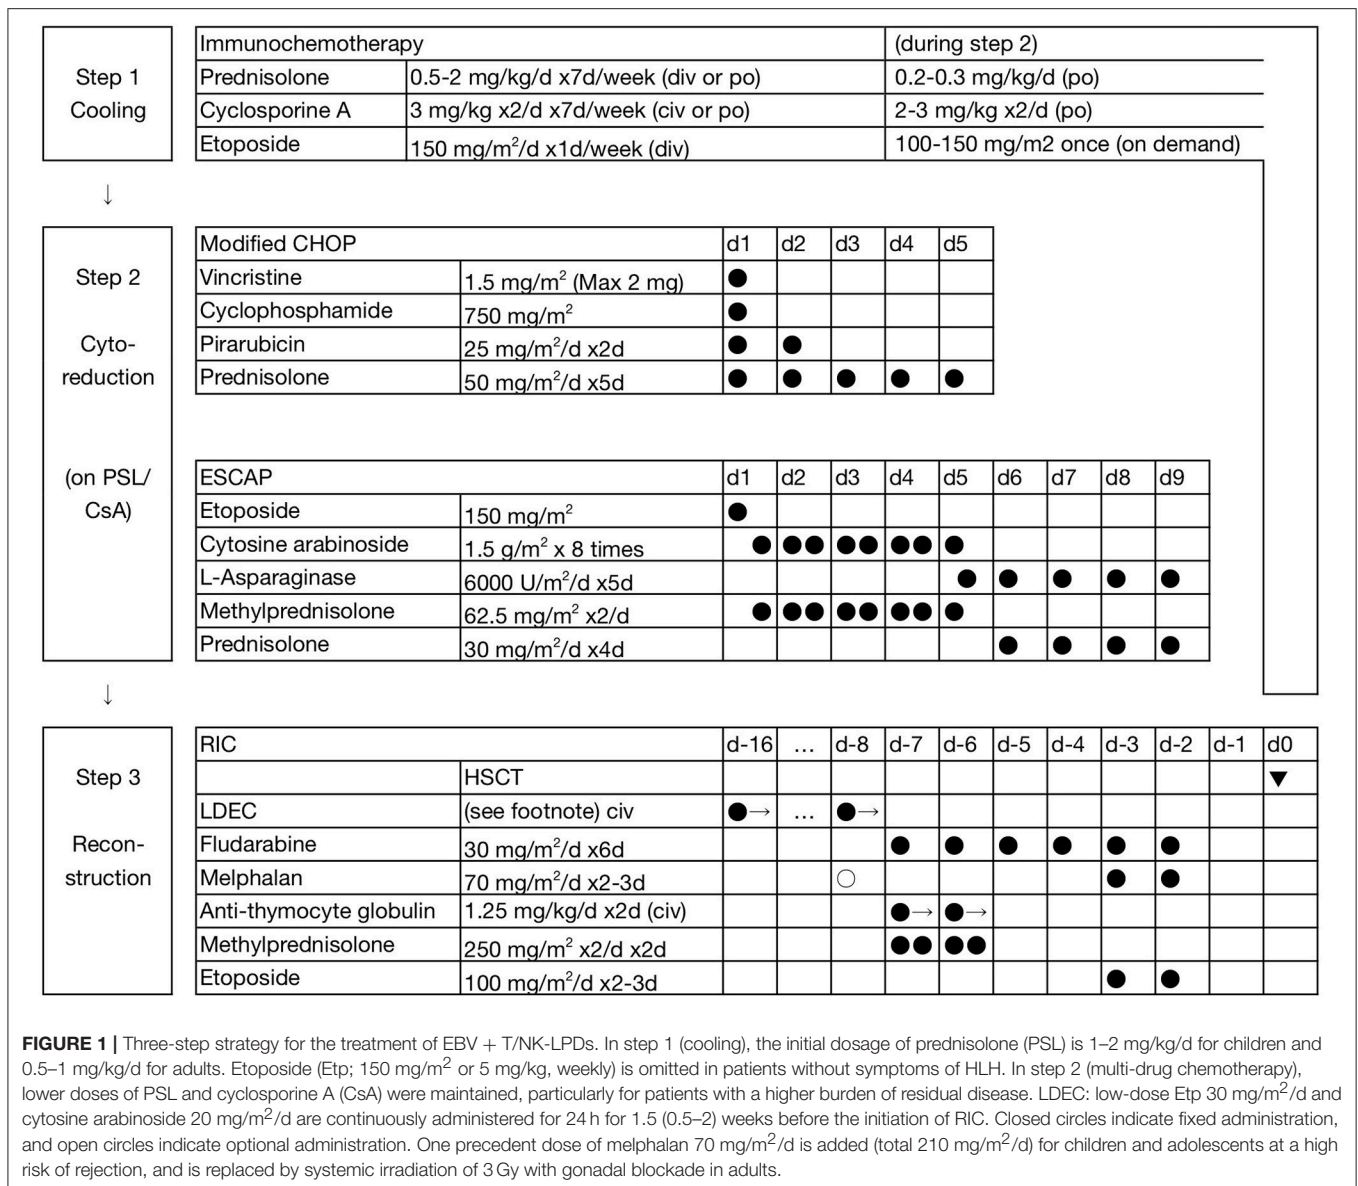 Step 1
Cooling
Immunochemotherapy (during step 2)
Prednisolone 0.5-2 mg/kg/d x7d/week (div or po) 0.2-0.3 mg/kg/d (po)
Cyclosporine A 3 mg/kg x2/d x7d/week (civ or po) 2-3 mg/kg x2/d (po)
Etoposide 150 mg/m²/d x1d/week (div) 100-150 mg/m2 once (on demand)
↓
Step 2
Cyto-
reduction
(on PSL/
CsA)
Modified CHOP d1 d2 d3 d4 d5
Vincristine 1.5 mg/m² (Max 2 mg) ●
Cyclophosphamide 750 mg/m² ●
Pirarubicin 25 mg/m²/d x2d ● ●
Prednisolone 50 mg/m²/d x5d ● ● ● ● ●
ESCAP d1 d2 d3 d4 d5 d6 d7 d8 d9
Etoposide 150 mg/m² ●
Cytosine arabinoside 1.5 g/m² x 8 times ● ●● ●● ●● ●
L-Asparaginase 6000 U/m²/d x5d ● ● ● ● ●
Methylprednisolone 62.5 mg/m² x2/d ● ●● ●● ●● ●
Prednisolone 30 mg/m²/d x4d ● ● ● ●
↓
Step 3
Recon-
struction
RIC d-16 ... d-8 d-7 d-6 d-5 d-4 d-3 d-2 d-1 d0
HSCT ▼
LDEC (see footnote) civ ●→ ... ●→
Fludarabine 30 mg/m²/d x6d ● ● ● ● ● ●
Melphalan 70 mg/m²/d x2-3d ○ ● ●
Anti-thymocyte globulin 1.25 mg/kg/d x2d (civ) ●→ ●→
Methylprednisolone 250 mg/m² x2/d x2d ●● ●●
Etoposide 100 mg/m²/d x2-3d ● ●
FIGURE 1 | Three-step strategy for the treatment of EBV + T/NK-LPDs. In step 1 (cooling), the initial dosage of prednisolone (PSL) is 1–2 mg/kg/d for children and
0.5–1 mg/kg/d for adults. Etoposide (Etp; 150 mg/m² or 5 mg/kg, weekly) is omitted in patients without symptoms of HLH. In step 2 (multi-drug chemotherapy),
lower doses of PSL and cyclosporine A (CsA) were maintained, particularly for patients with a higher burden of residual disease. LDEC: low-dose Etp 30 mg/m²/d and
cytosine arabinoside 20 mg/m²/d are continuously administered for 24 h for 1.5 (0.5–2) weeks before the initiation of RIC. Closed circles indicate fixed administration,
and open circles indicate optional administration. One precedent dose of melphalan 70 mg/m²/d is added (total 210 mg/m²/d) for children and adolescents at a high
risk of rejection, and is replaced by systemic irradiation of 3 Gy with gonadal blockade in adults.